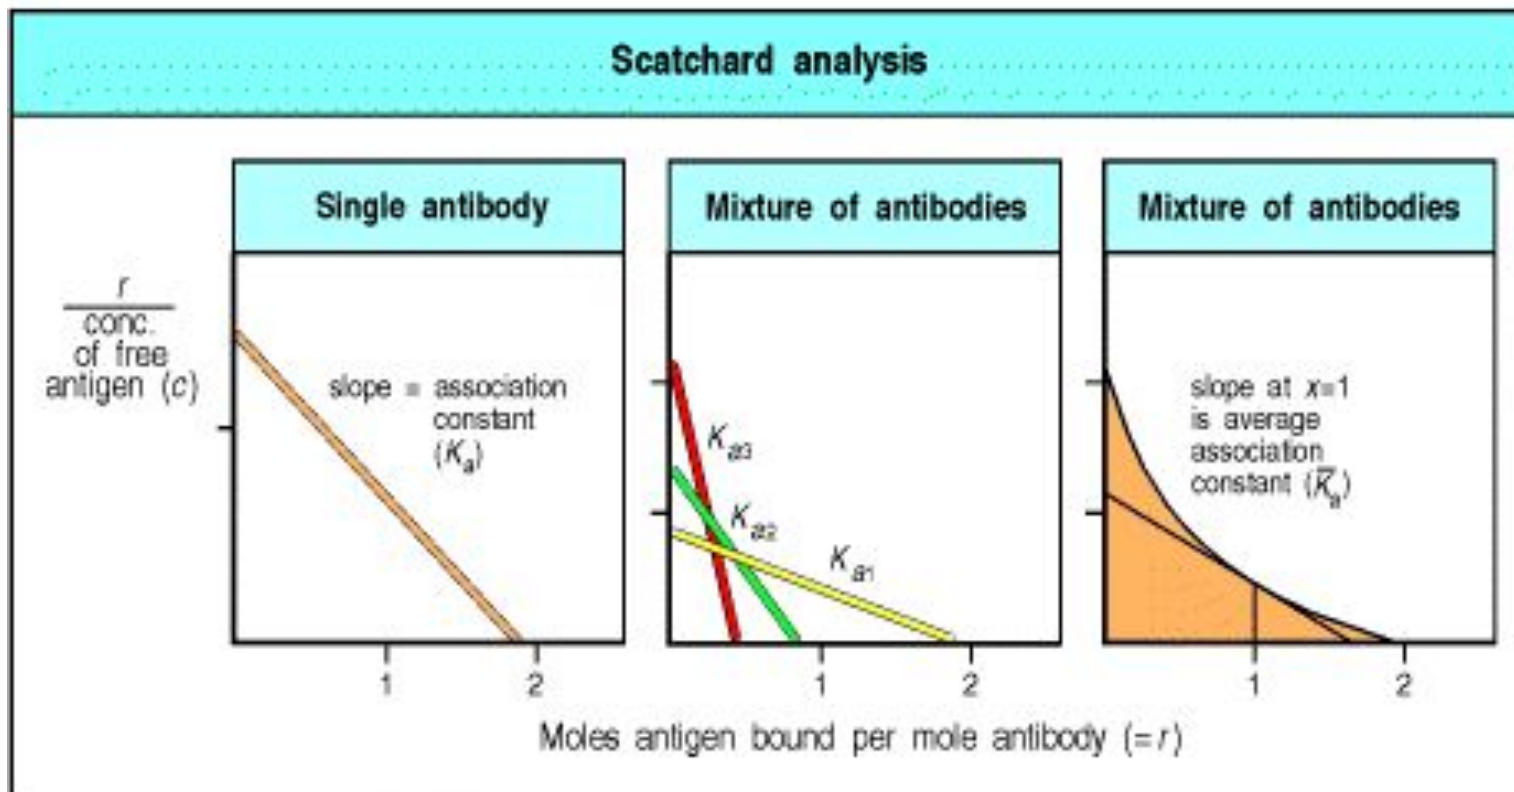 Scatchard analysis
Single antibody
Mixture of antibodies
Mixture of antibodies
r
conc.
of free
antigen (c)
slope = association
constant
(Ka)
1
2
Ka3
Ka2
Ka1
1
2
slope at x=1
is average
association
constant (K̅a)
1
2
Moles antigen bound per mole antibody (=r)